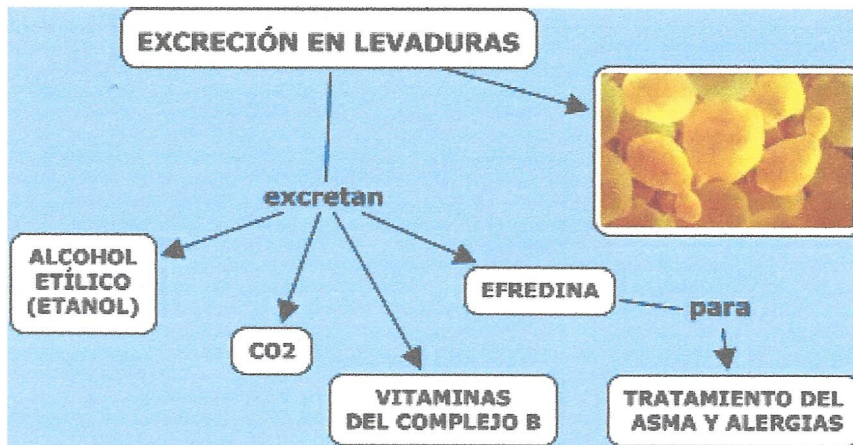 EXCRECIÓN EN LEVADURAS
excretan
ALCOHOL
ETÍLICO
(ETANOL)
CO2
VITAMINAS
DEL COMPLEJO B
EFREDINA
para
TRATAMIENTO DEL
ASMA Y ALERGIAS